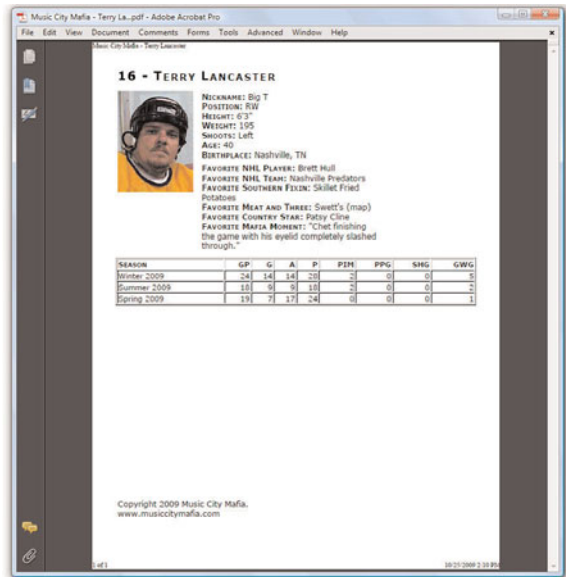 Music City Mafia - Terry La...pdf - Adobe Acrobat Pro
File Edit View Document Comments Forms Tools Advanced Window Help
Music City Mafia - Terry Lancaster
16 - TERRY LANCASTER
NICKNAME: Big T
POSITION: RW
HEIGHT: 6'3"
WEIGHT: 195
SHOOTS: Left
AGE: 40
BIRTHPLACE: Nashville, TN
FAVORITE NHL PLAYER: Brett Hull
FAVORITE NHL TEAM: Nashville Predators
FAVORITE SOUTHERN FIXIN: Skillet Fried
Potatoes
FAVORITE MEAT AND THREE: Swett's (map)
FAVORITE COUNTRY STAR: Patsy Cline
FAVORITE MAFIA MOMENT: "Chet finishing
the game with his eyelid completely slashed
through."
SEASON GP G A P PIM PPG SHG GWG
Winter 2009 24 14 14 28 2 0 0 5
Summer 2009 18 9 9 18 2 0 0 2
Spring 2009 19 7 17 24 0 0 0 1
Copyright 2009 Music City Mafia.
www.musiccitymafia.com
1 of 1 10/25/2009 2:10 PM